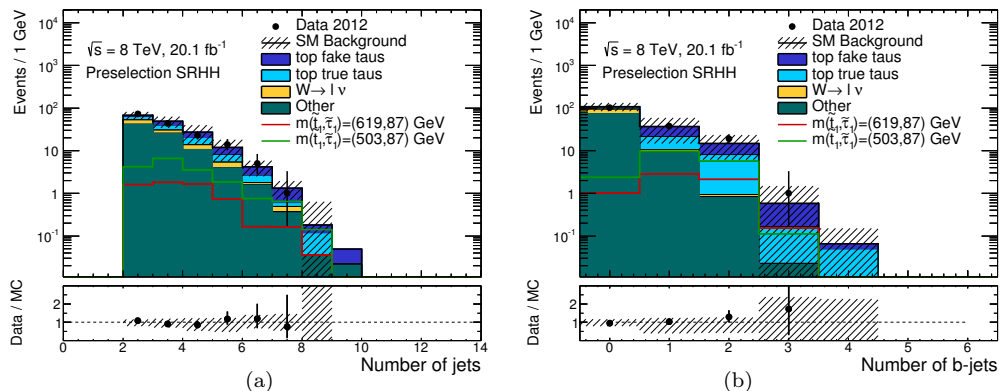 Events / 1 GeV
10⁴
10³
10²
10
1
10⁻¹
√s = 8 TeV, 20.1 fb⁻¹
Preselection SRHH
Data 2012
SM Background
top fake taus
top true taus
W→ l ν
Other
m(t̃₁,τ̃₁)=(619,87) GeV
m(t̃₁,τ̃₁)=(503,87) GeV
Data / MC
2
1
0 2 4 6 8 10 12 14
Number of jets
(a)
Events / 1 GeV
10⁴
10³
10²
10
1
10⁻¹
√s = 8 TeV, 20.1 fb⁻¹
Preselection SRHH
Data 2012
SM Background
top fake taus
top true taus
W→ l ν
Other
m(t̃₁,τ̃₁)=(619,87) GeV
m(t̃₁,τ̃₁)=(503,87) GeV
Data / MC
2
1
0 1 2 3 4 5 6
Number of b-jets
(b)